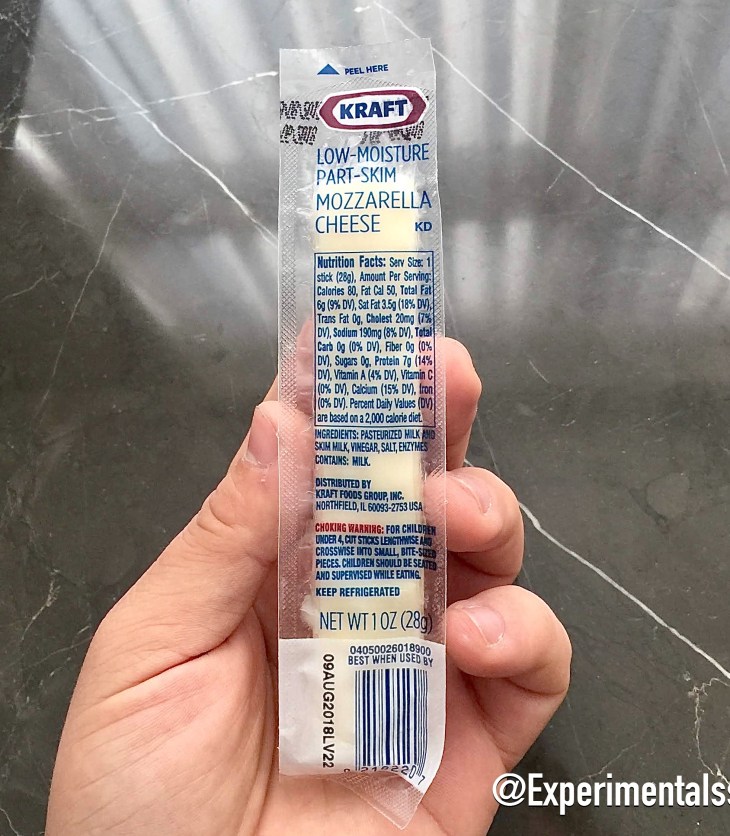 PEEL HERE
KRAFT
LOW-MOISTURE
PART-SKIM
MOZZARELLA
CHEESE KD
Nutrition Facts: Serv Size: 1
stick (28g), Amount Per Serving:
Calories 80, Fat Cal 50, Total Fat
6g (9% DV), Sat Fat 3.5g (18% DV),
Trans Fat 0g, Cholest 20mg (7%
DV), Sodium 190mg (8% DV), Total
Carb 0g (0% DV), Fiber 0g (0%
DV), Sugars 0g, Protein 7g (14%
DV), Vitamin A (4% DV), Vitamin C
(0% DV), Calcium (15% DV), Iron
(0% DV). Percent Daily Values (DV)
are based on a 2,000 calorie diet.
INGREDIENTS: PASTEURIZED MILK AND
SKIM MILK, VINEGAR, SALT, ENZYMES
CONTAINS: MILK.
DISTRIBUTED BY
KRAFT FOODS GROUP, INC.
NORTHFIELD, IL 60093-2753 USA
CHOKING WARNING: FOR CHILDREN
UNDER 4, CUT STICKS LENGTHWISE AND
CROSSWISE INTO SMALL, BITE-SIZED
PIECES. CHILDREN SHOULD BE SEATED
AND SUPERVISED WHILE EATING.
KEEP REFRIGERATED
NET WT 1 OZ (28g)
04050026018900
BEST WHEN USED BY
09AUG2018LV22
@Experimentals